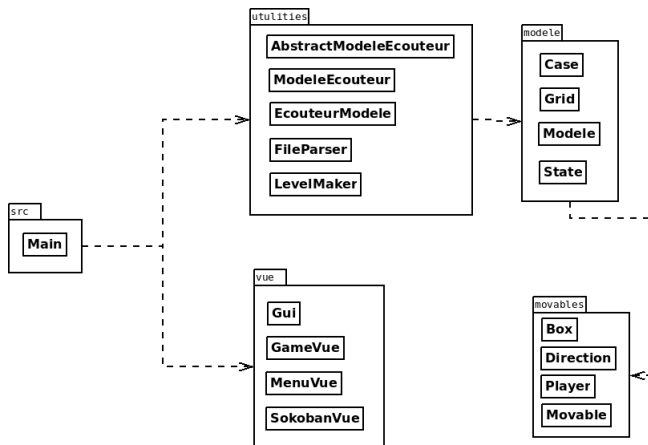 utulities
AbstractModeleEcouteur
ModeleEcouteur
EcouteurModele
FileParser
LevelMaker
modele
Case
Grid
Modele
State
src
Main
vue
Gui
GameVue
MenuVue
SokobanVue
movables
Box
Direction
Player
Movable